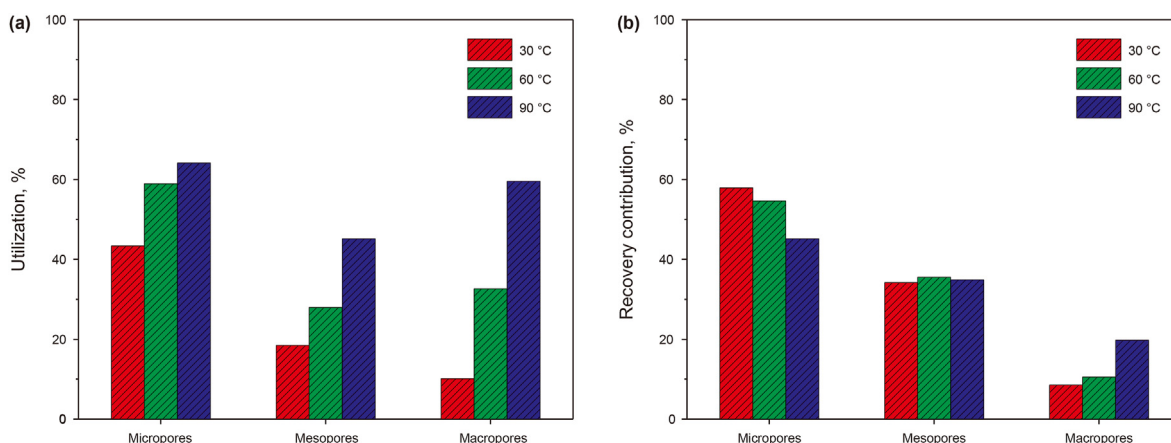 (a)
100
80
60
40
20
0
Utilization, %
30 °C
60 °C
90 °C
Micropores
Mesopores
Macropores
(b)
100
80
60
40
20
0
Recovery contribution, %
30 °C
60 °C
90 °C
Micropores
Mesopores
Macropores